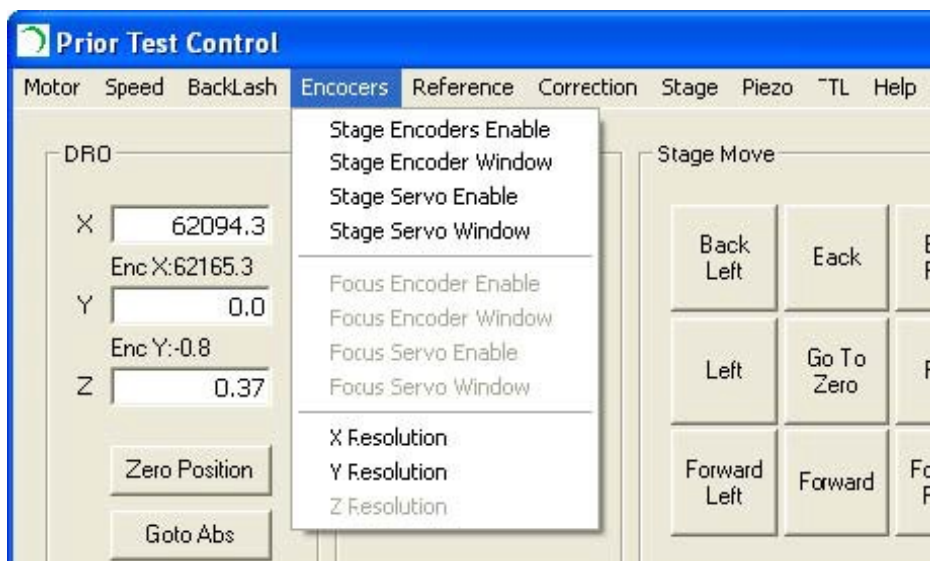 Prior Test Control
Motor Speed BackLash Encocers Reference Correction Stage Piezo TTL Help
Stage Encoders Enable
Stage Encoder Window
Stage Servo Enable
Stage Servo Window
Focus Encoder Enable
Focus Encoder Window
Focus Servo Enable
Focus Servo Window
X Resolution
Y Resolution
Z Resolution
DRO
X 62094.3
Enc X:62165.3
Y 0.0
Enc Y:-0.8
Z 0.37
Zero Position
Goto Abs
Stage Move
Back Left
Eack
Left
Go To Zero
Forward Left
Forward